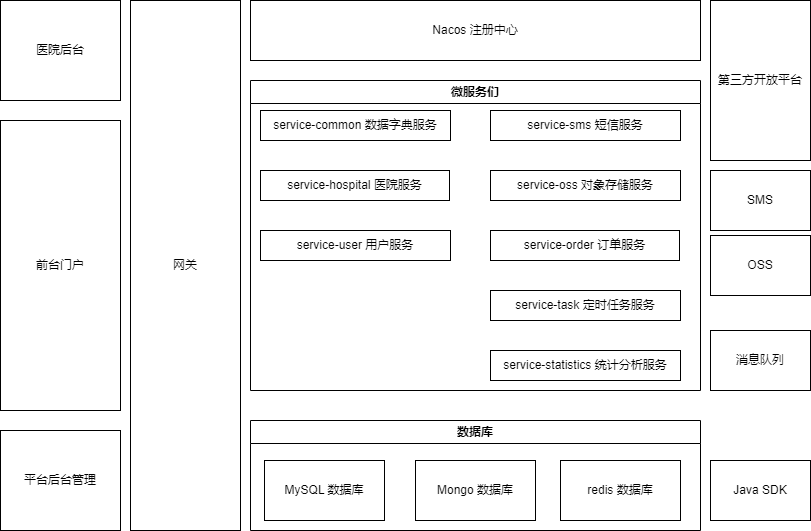 医院后台
前台门户
平台后台管理
网关
Nacos 注册中心
微服务们
service-common 数据字典服务
service-sms 短信服务
service-hospital 医院服务
service-oss 对象存储服务
service-user 用户服务
service-order 订单服务
service-task 定时任务服务
service-statistics 统计分析服务
数据库
MySQL 数据库
Mongo 数据库
redis 数据库
第三方开放平台
SMS
OSS
消息队列
Java SDK